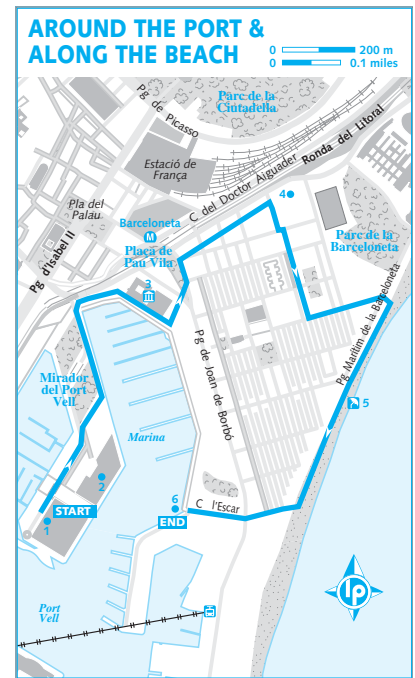 AROUND THE PORT &
ALONG THE BEACH
0 200 m
0 0.1 miles
Pg. de Picasso
Parc de la
Ciutadella
Estació de
França
C del Doctor Aiguader
Ronda del Litoral
Pla del
Palau
Pg d'Isabel II
Barceloneta
M
Plaça de
Pau Vila
3
4
Parc de la
Barceloneta
Pg de Joan de Borbó
Pg Marítim de la Barceloneta
5
Mirador
del Port
Vell
Marina
2
START
1
6
END
C l'Escar
Port
Vell
lp